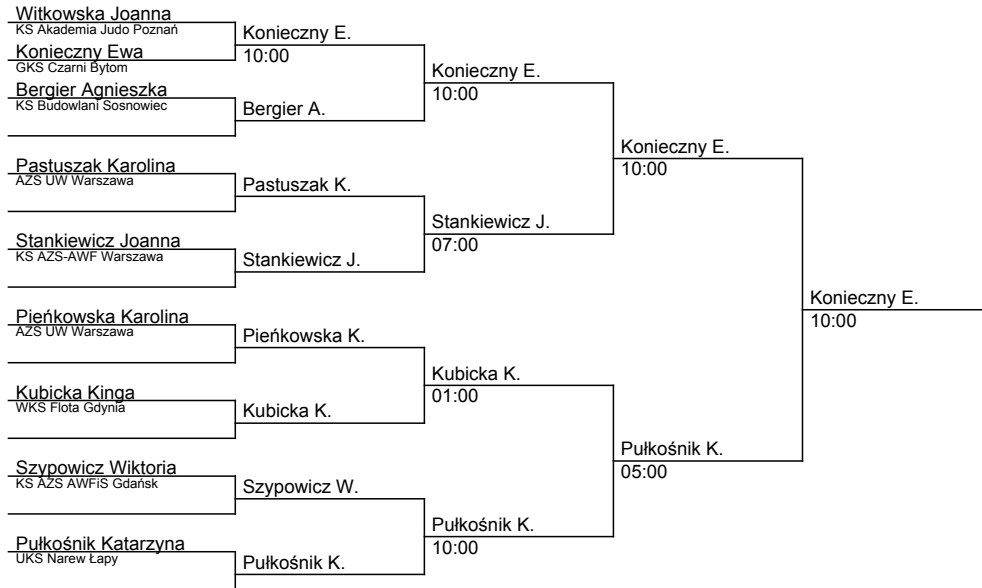 Witkowska Joanna
KS Akademia Judo Poznań
Konieczny Ewa
GKS Czarni Bytom
Bergier Agnieszka
KS Budowlani Sosnowiec
Pastuszak Karolina
AZS UW Warszawa
Stankiewicz Joanna
KS AZS-AWF Warszawa
Pieńkowska Karolina
AZS UW Warszawa
Kubicka Kinga
WKS Flota Gdynia
Szypowicz Wiktoria
KS AZS AWFiS Gdańsk
Pułkośnik Katarzyna
UKS Narew Łapy
Konieczny E.
10:00
Bergier A.
Pastuszak K.
Stankiewicz J.
Pieńkowska K.
Kubicka K.
Szypowicz W.
Pułkośnik K.
Konieczny E.
10:00
Stankiewicz J.
07:00
Kubicka K.
01:00
Pułkośnik K.
10:00
Konieczny E.
10:00
Pułkośnik K.
05:00
Konieczny E.
10:00